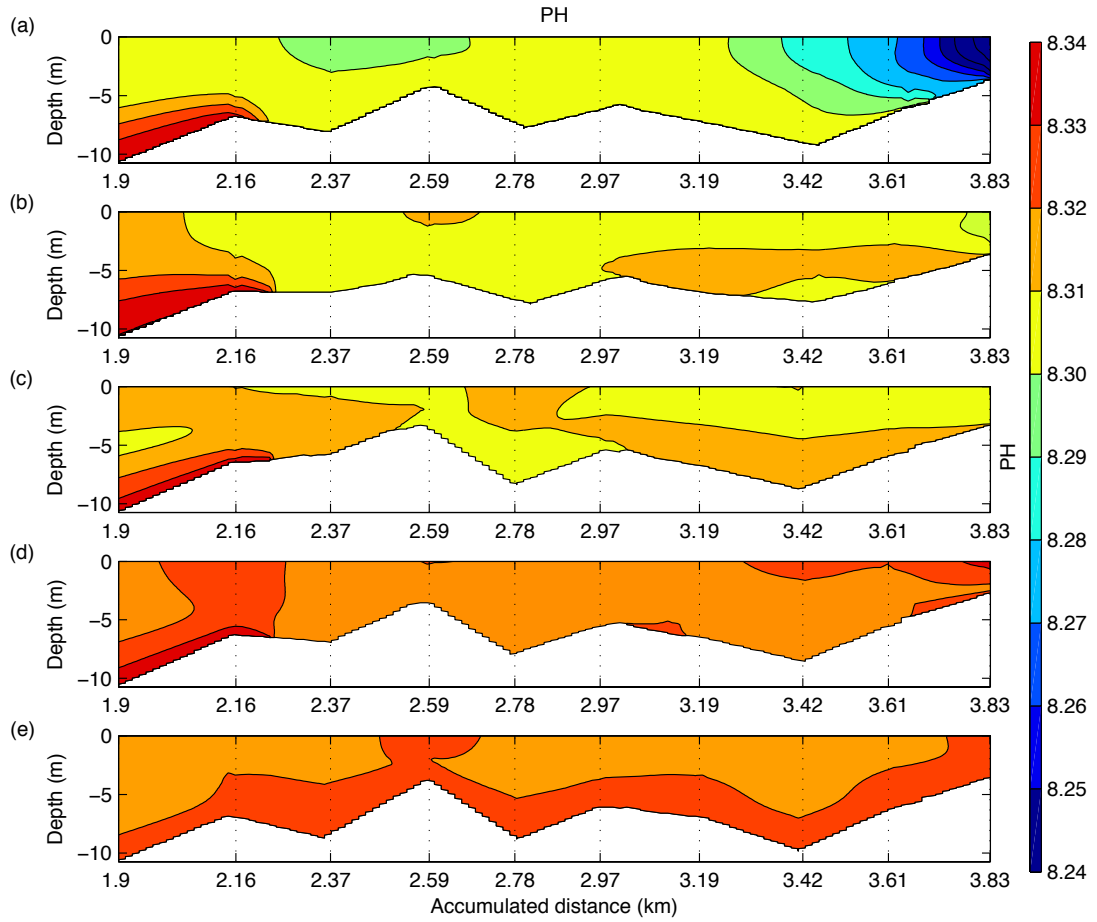 PH
(a)
Depth (m)
0
−5
−10
1.9 2.16 2.37 2.59 2.78 2.97 3.42 3.61 3.83
(b)
Depth (m)
0
−5
−10
1.9 2.16 2.37 2.59 2.78 2.97 3.19 3.42 3.61 3.83
(c)
Depth (m)
0
−5
−10
1.9 2.16 2.37 2.59 2.78 2.97 3.19 3.42 3.61 3.83
(d)
Depth (m)
0
−5
−10
1.9 2.16 2.37 2.59 2.78 2.97 3.19 3.42 3.61 3.83
(e)
Depth (m)
0
−5
−10
1.9 2.16 2.37 2.59 2.78 2.97 3.19 3.42 3.61 3.83
Accumulated distance (km)
8.34
8.33
8.32
8.31
8.30
8.29
8.28
8.27
8.26
8.25
8.24
PH